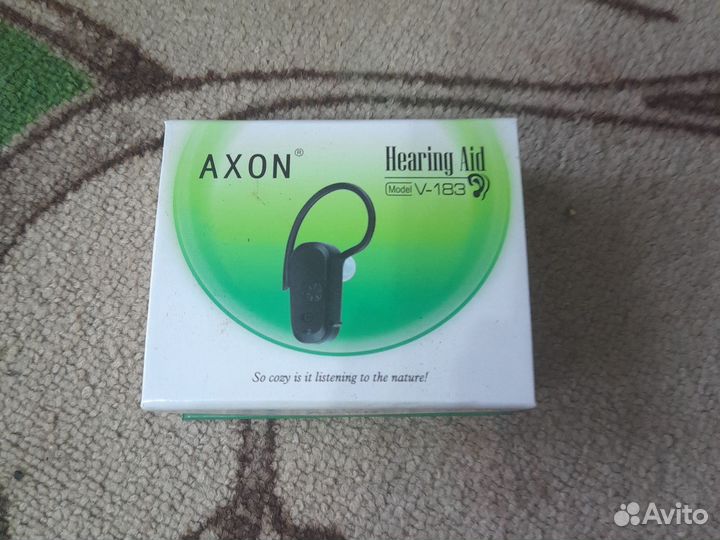 AXON®
Hearing Aid
Model V-183
So cozy is it listening to the nature!
Avito